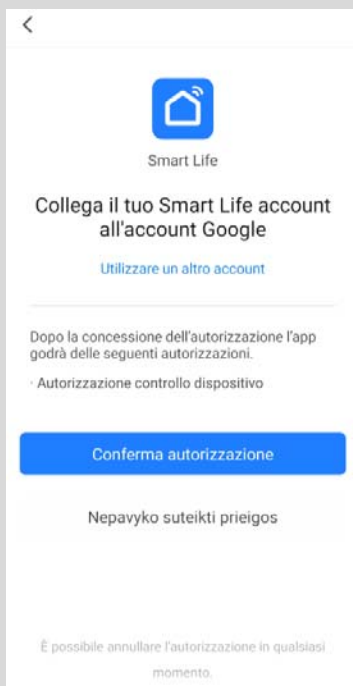 Smart Life
Collega il tuo Smart Life account
all'account Google
Utilizzare un altro account
Dopo la concessione dell'autorizzazione l'app
godrà delle seguenti autorizzazioni.
· Autorizzazione controllo dispositivo
Conferma autorizzazione
Nepavyko suteikti prieigos
È possibile annullare l'autorizzazione in qualsiasi
momento.